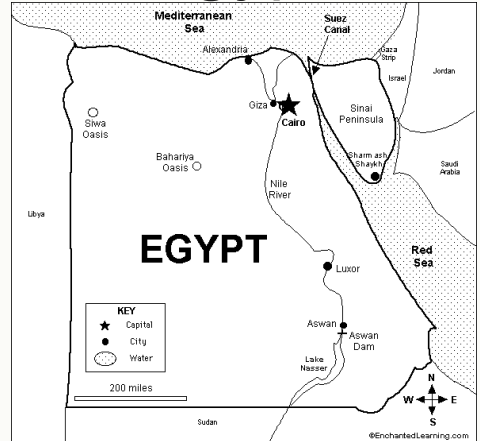 Mediterranean
Sea
Suez
Canal
Alexandria
Gaza
Strip
Israel
Jordan
Giza
Cairo
Sinai
Peninsula
Siwa
Oasis
Bahariya
Oasis
Sharm ash
Shaykh
Saudi
Arabia
Nile
River
Libya
EGYPT
Red
Sea
Luxor
KEY
Capital
City
Water
Aswan
Aswan
Dam
Lake
Nasser
200 miles
N
W E
S
Sudan
©EnchantedLearning.com